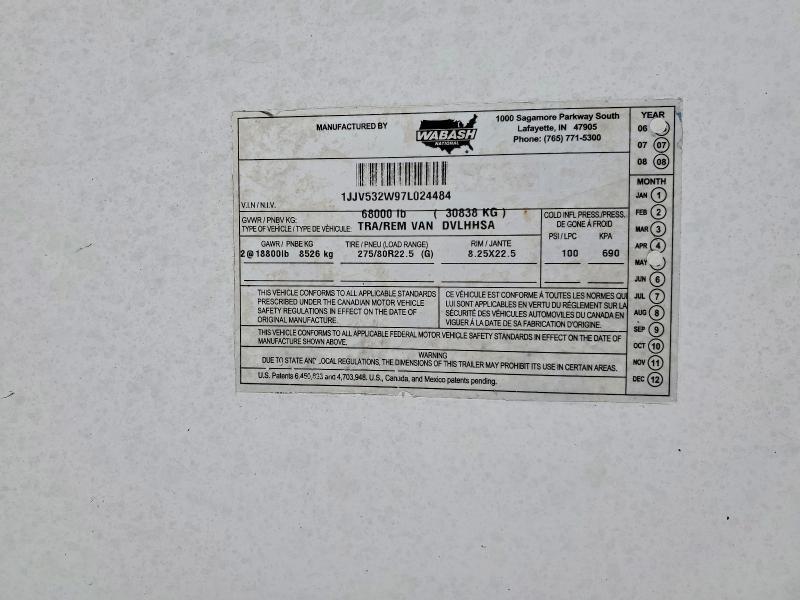 MANUFACTURED BY
WABASH
NATIONAL
1000 Sagamore Parkway South
Lafayette, IN 47905
Phone: (765) 771-5300
1JJV532W97L024484
V.I.N / N.I.V.
GVWR / PNBV KG: 68000 lb ( 30838 KG )
TYPE OF VEHICLE / TYPE DE VÉHICULE: TRA/REM VAN DVLHHSA
COLD INFL PRESS./PRESS.
DE GONE À FROID
GAWR / PNBE KG TIRE / PNEU (LOAD RANGE) RIM / JANTE PSI / LPC KPA
2@18800lb 8526 kg 275/80R22.5 (G) 8.25X22.5 100 690
THIS VEHICLE CONFORMS TO ALL APPLICABLE STANDARDS
PRESCRIBED UNDER THE CANADIAN MOTOR VEHICLE
SAFETY REGULATIONS IN EFFECT ON THE DATE OF
ORIGINAL MANUFACTURE.
CE VÉHICULE EST CONFORME À TOUTES LES NORMES QUI
LUI SONT APPLICABLES EN VERTU DU RÉGLEMENT SUR LA
SÉCURITÉ DES VÉHICULES AUTOMOVILES DU CANADA EN
VIGUER À LA DATE DE SA FABRICATION D'ORIGINE.
THIS VEHICLE CONFORMS TO ALL APPLICABLE FEDERAL MOTOR VEHICLE SAFETY STANDARDS IN EFFECT ON THE DATE OF
MANUFACTURE SHOWN ABOVE.
WARNING
DUE TO STATE AND LOCAL REGULATIONS, THE DIMENSIONS OF THIS TRAILER MAY PROHIBIT ITS USE IN CERTAIN AREAS.
U.S. Patents 6,450,833 and 4,703,948. U.S., Canada, and Mexico patents pending.
YEAR
06
07 07
08 08
MONTH
JAN 1
FEB 2
MAR 3
APR 4
MAY
JUN 6
JUL 7
AUG 8
SEP 9
OCT 10
NOV 11
DEC 12